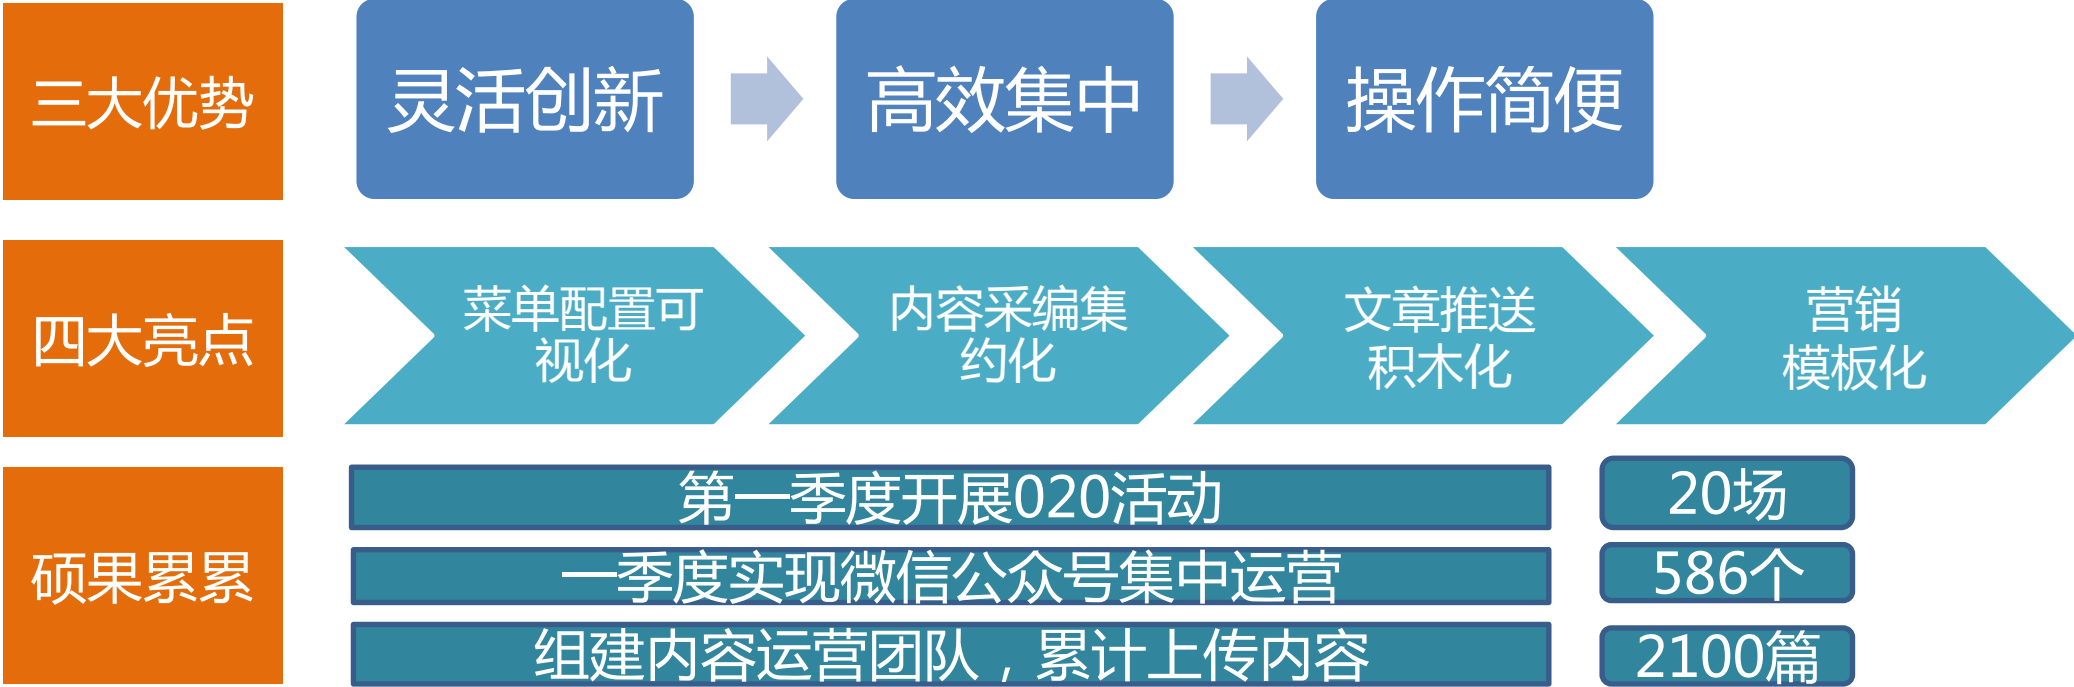 三大优势
灵活创新
高效集中
操作简便
四大亮点
菜单配置可
视化
内容采编集
约化
文章推送
积木化
营销
模板化
硕果累累
第一季度开展020活动
20场
一季度实现微信公众号集中运营
586个
组建内容运营团队，累计上传内容
2100篇